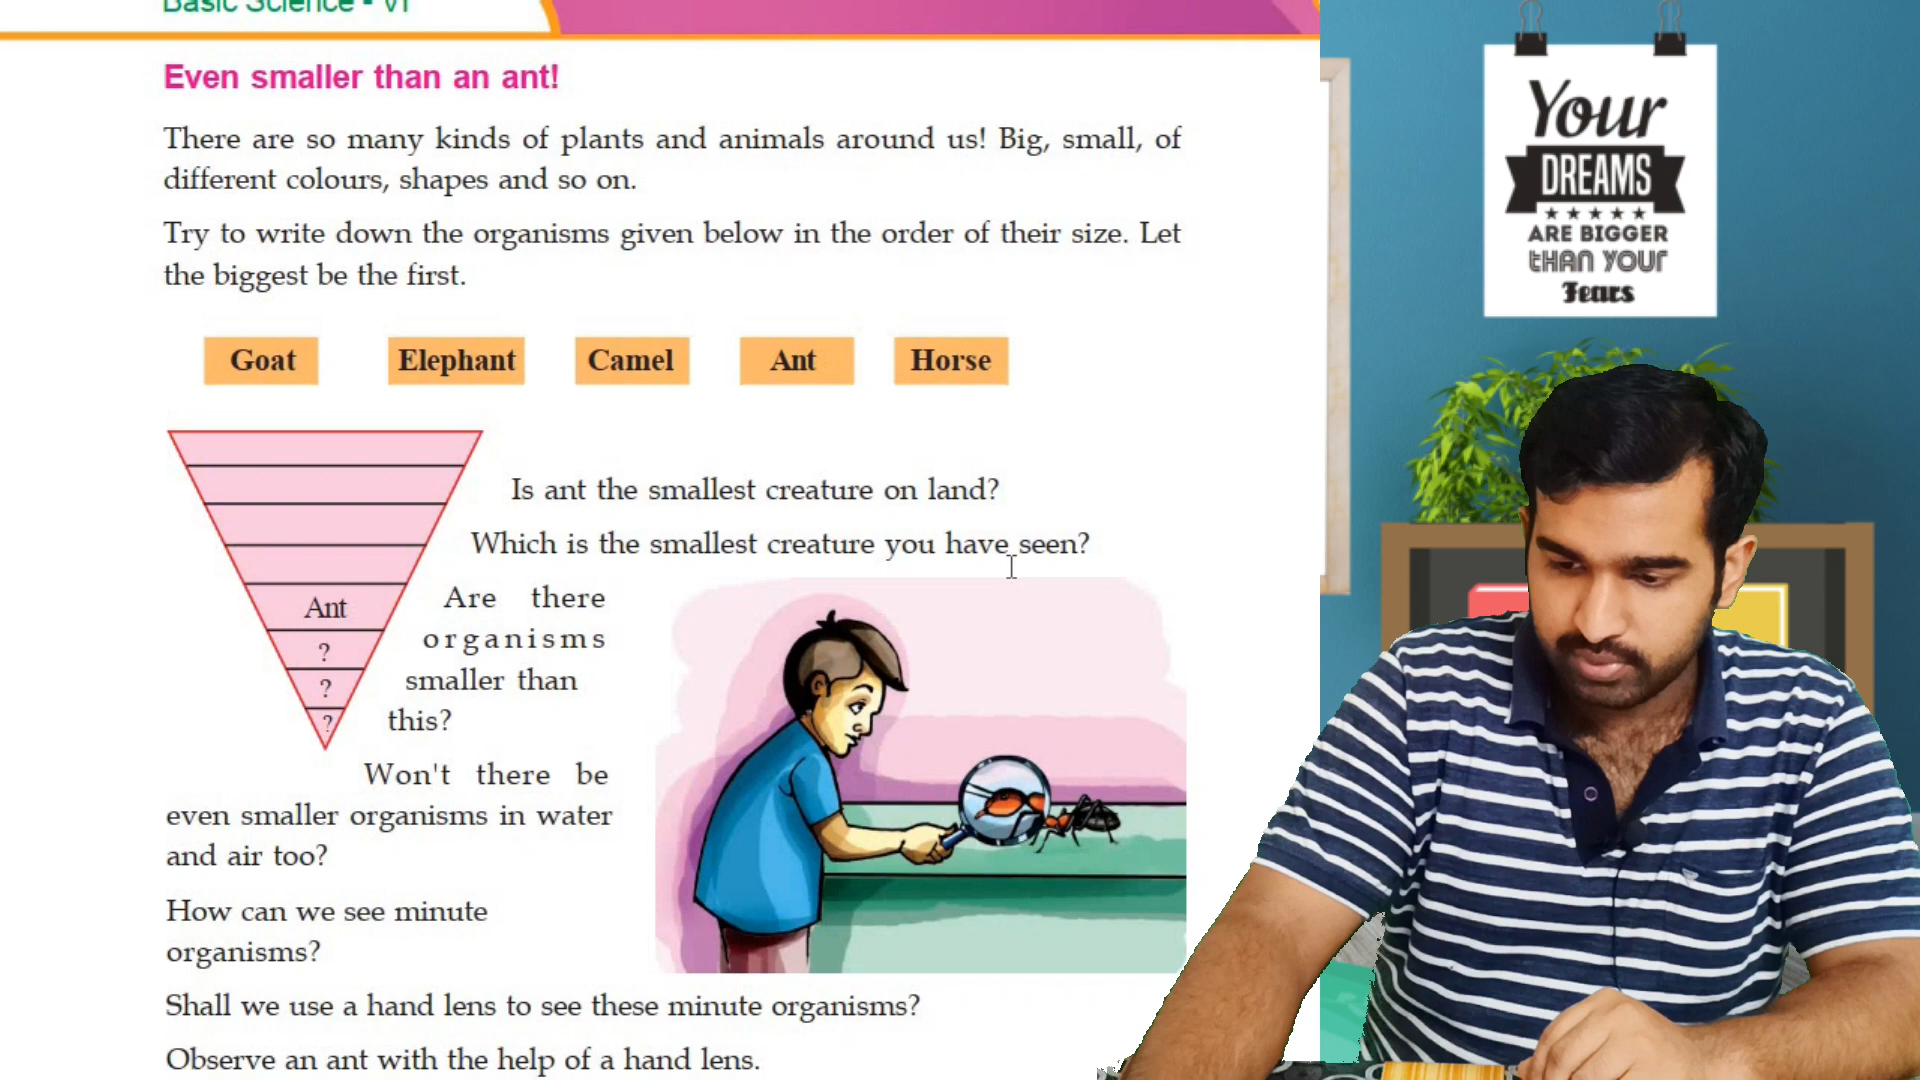 Basic Science - VI
Even smaller than an ant!
There are so many kinds of plants and animals around us! Big, small, of
different colours, shapes and so on.
Try to write down the organisms given below in the order of their size. Let
the biggest be the first.
Goat Elephant Camel Ant Horse
Is ant the smallest creature on land?
Which is the smallest creature you have seen?
Ant
?
?
?
Are there
organisms
smaller than
this?
Won't there be
even smaller organisms in water
and air too?
How can we see minute
organisms?
Shall we use a hand lens to see these minute organisms?
Observe an ant with the help of a hand lens.
Your
DREAMS
ARE BIGGER
THAN YOUR
Fears